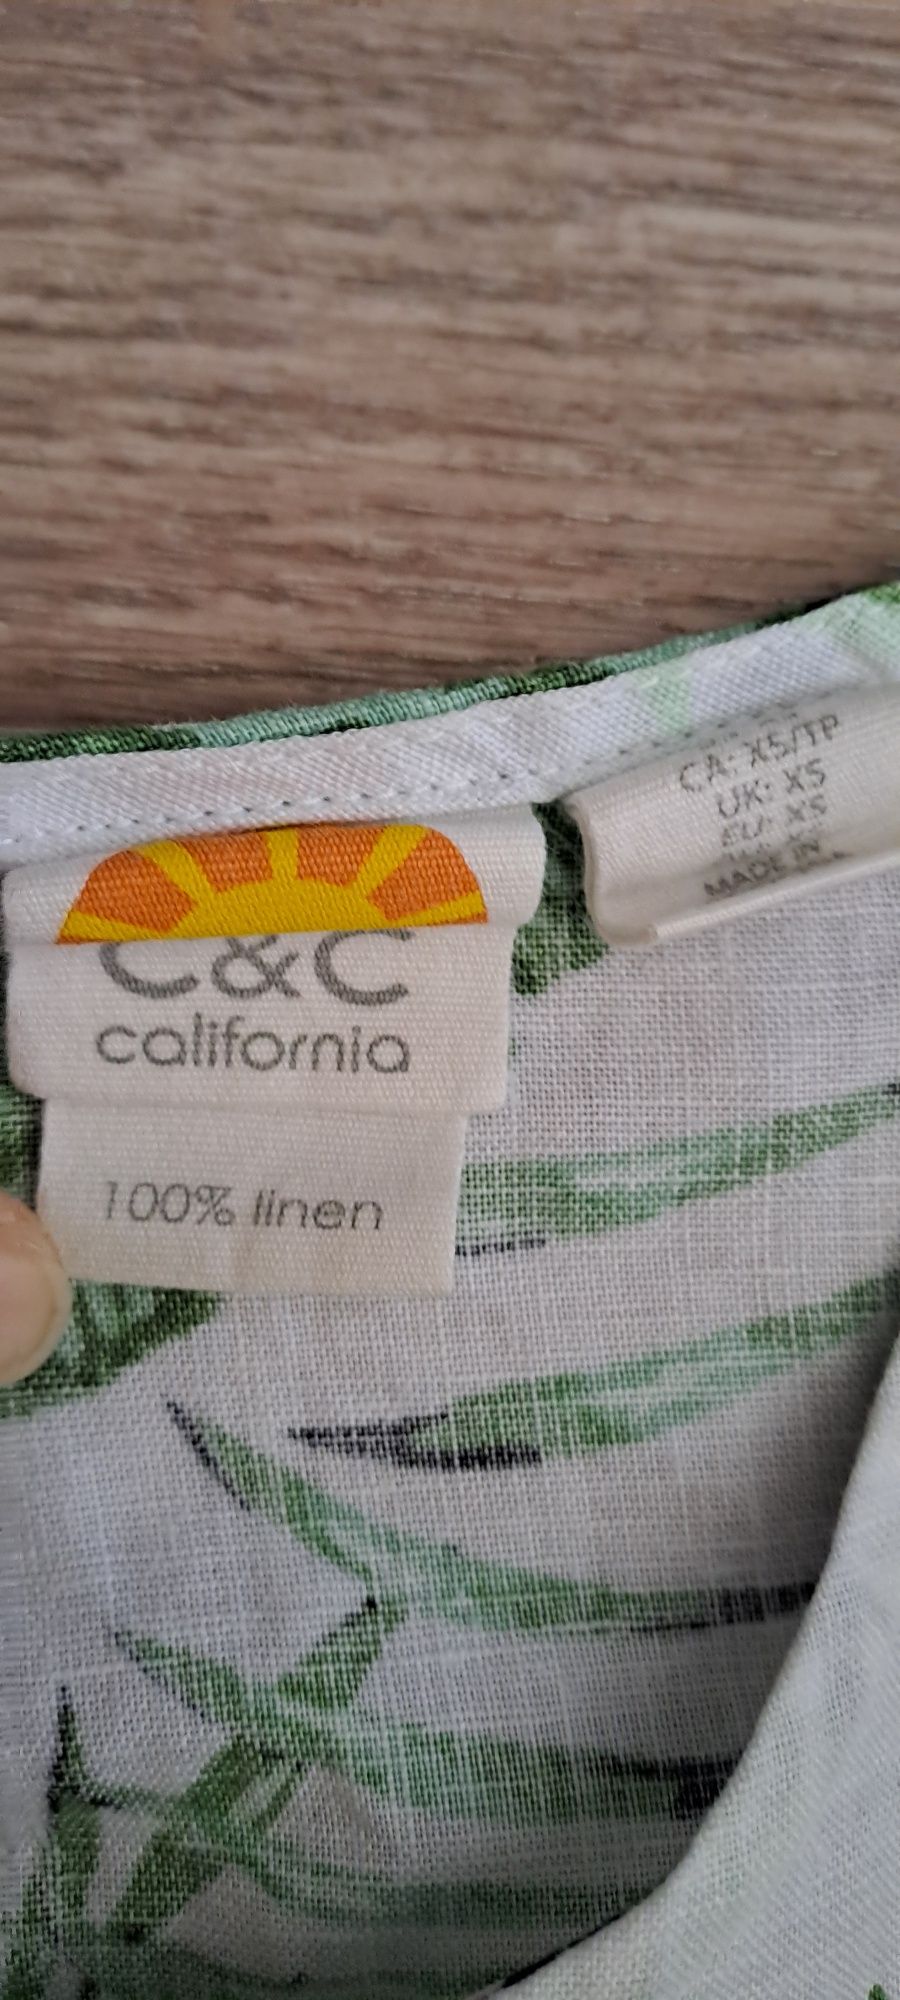 C&C
california
100% linen
CA: XS/TP
UK: XS
EU: XS
MADE IN